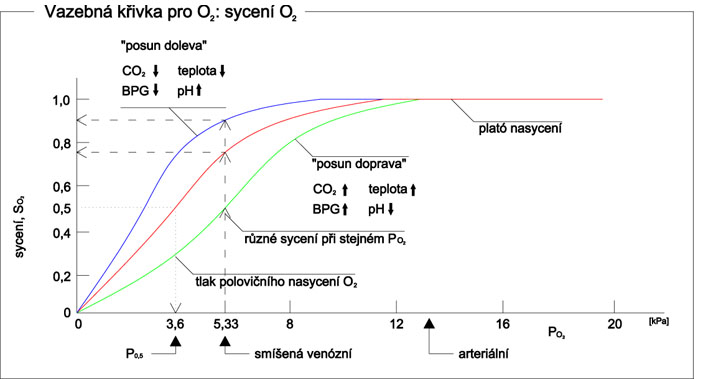 Vazebná křivka pro O₂: sycení O₂
"posun doleva"
CO₂ ↓ teplota ↓
BPG ↓ pH ↑
1,0
plató nasycení
0,8
"posun doprava"
CO₂ ↑ teplota ↑
BPG ↑ pH ↓
0,6
0,5
0,4
různé sycení při stejném Po₂
0,2
tlak polovičního nasycení O₂
sycení, So₂
0
0 3,6 5,33 8 12 16 20 [kPa]
Po₂
P₀,₅ smíšená venózní arteriální